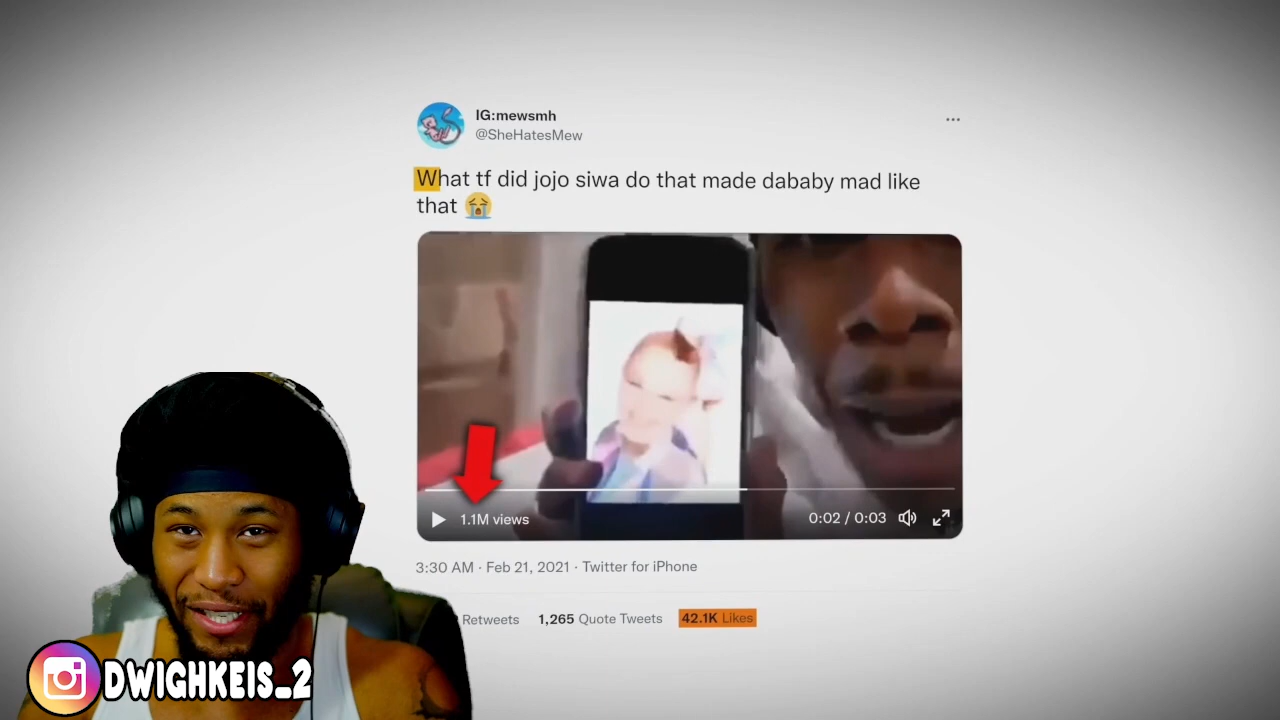 IG:mewsmh
@SheHatesMew
What tf did jojo siwa do that made dababy mad like
that 😭
1.1M views
0:02 / 0:03
3:30 AM · Feb 21, 2021 · Twitter for iPhone
Retweets 1,265 Quote Tweets 42.1K Likes
DWIGHKEIS_2